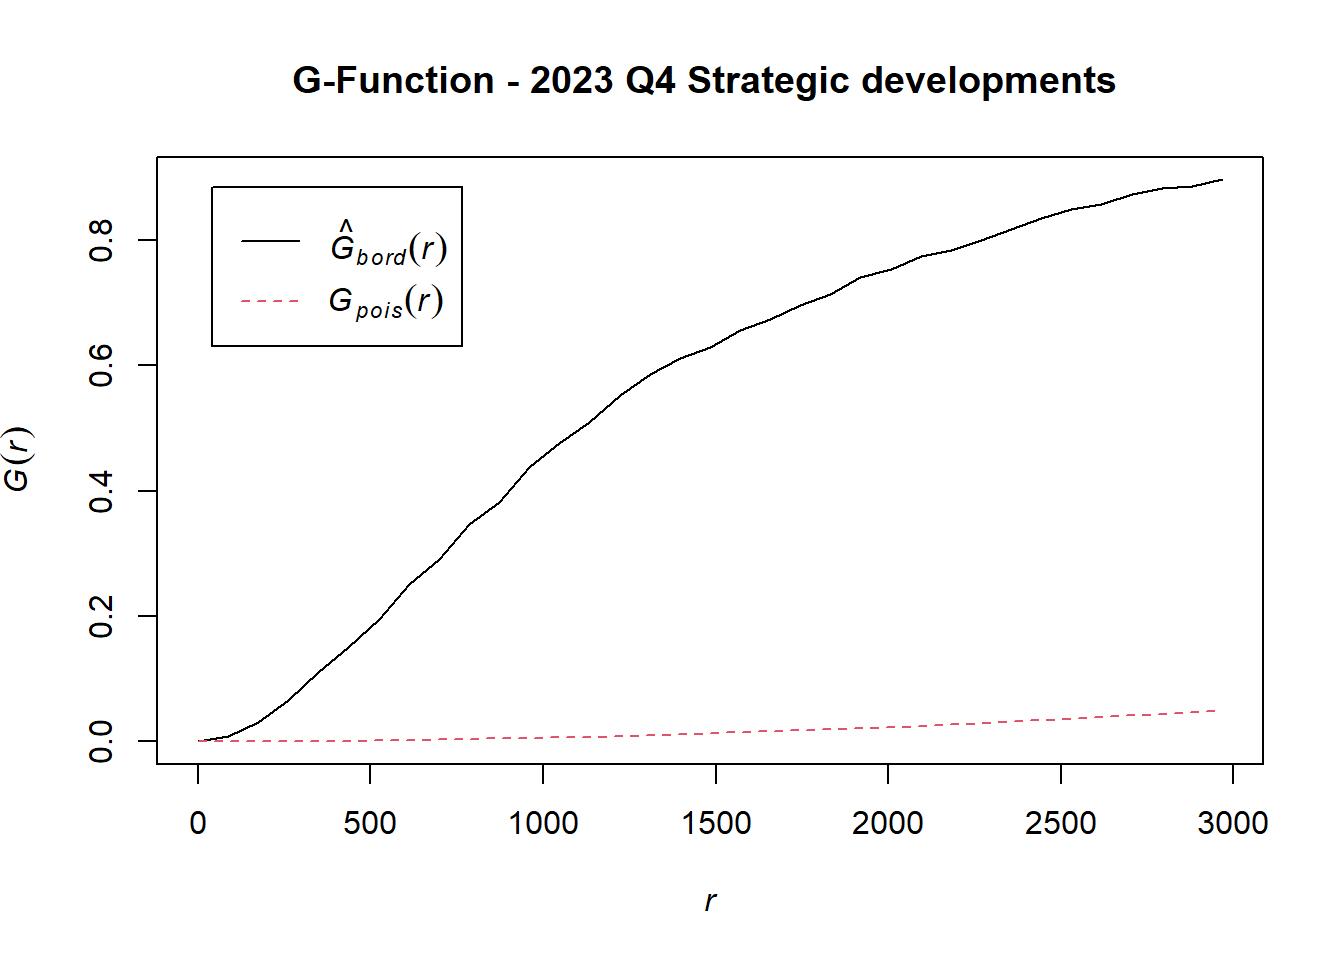 G-Function - 2023 Q4 Strategic developments
Ĝbord(r)
Gpois(r)
G(r)
0.8
0.6
0.4
0.2
0.0
0 500 1000 1500 2000 2500 3000
r